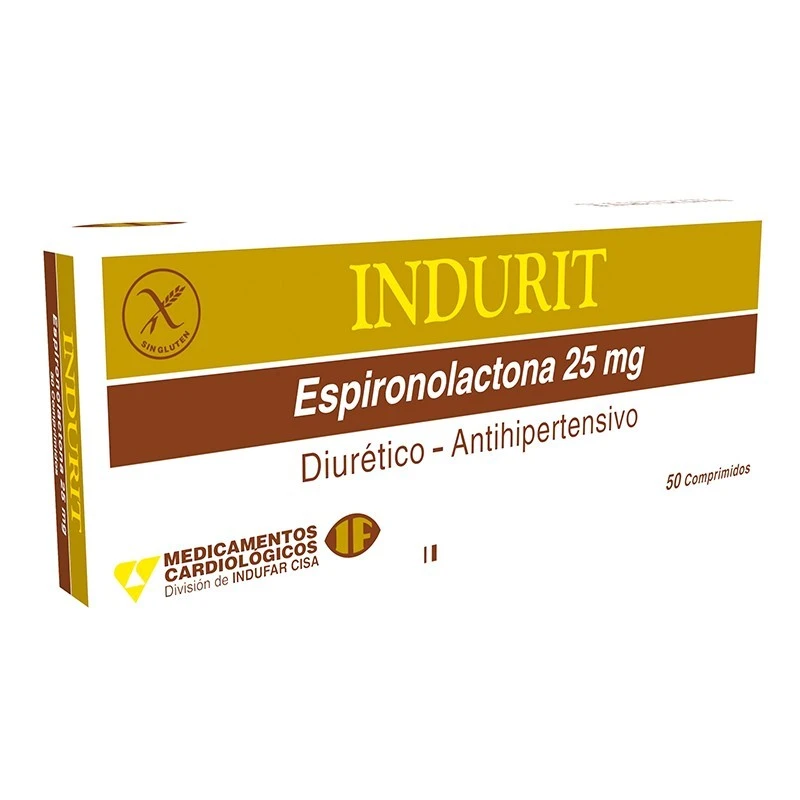 INDURIT
SIN GLUTEN
Espironolactona 25 mg
Diurético - Antihipertensivo
50 Comprimidos
MEDICAMENTOS
CARDIOLÓGICOS
División de INDUFAR CISA
IF
INDURIT
Espironolactona 25 mg
50 Comprimidos